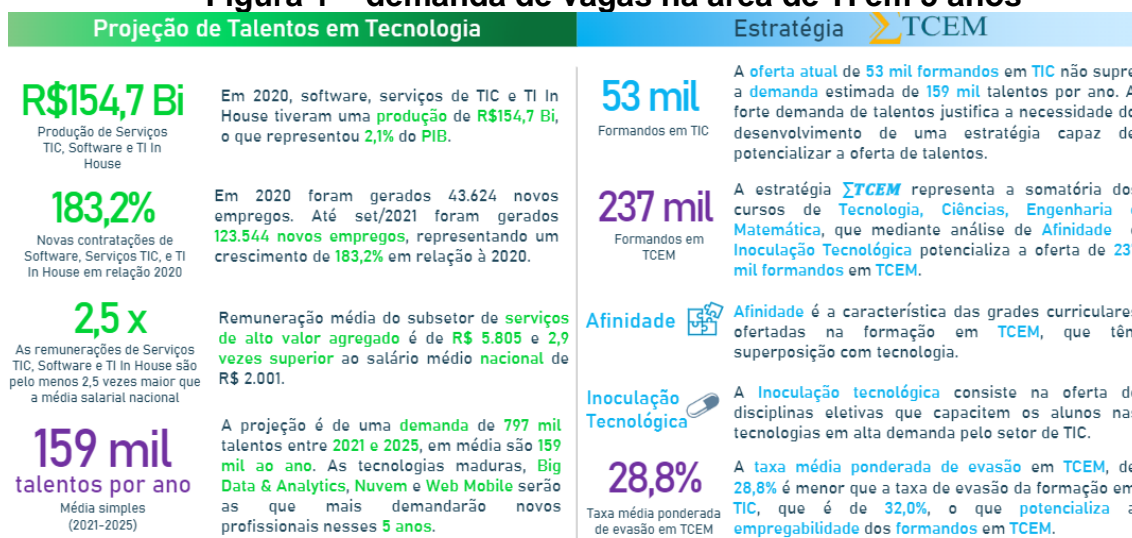 Figura 1 – demanda de vagas na área de TI em 5 anos
Projeção de Talentos em Tecnologia
R$154,7 Bi
Produção de Serviços
TIC, Software e TI In
House
Em 2020, software, serviços de TIC e TI In
House tiveram uma produção de R$154,7 Bi,
o que representou 2,1% do PIB.
183,2%
Novas contratações de
Software, Serviços TIC, e TI
In House em relação 2020
Em 2020 foram gerados 43.624 novos
empregos. Até set/2021 foram gerados
123.544 novos empregos, representando um
crescimento de 183,2% em relação à 2020.
2,5 x
As remunerações de Serviços
TIC, Software e TI In House são
pelo menos 2,5 vezes maior que
a média salarial nacional
Remuneração média do subsetor de serviços
de alto valor agregado é de R$ 5.805 e 2,9
vezes superior ao salário médio nacional de
R$ 2.001.
159 mil
talentos por ano
Média simples
(2021-2025)
A projeção é de uma demanda de 797 mil
talentos entre 2021 e 2025, em média são 159
mil ao ano. As tecnologias maduras, Big
Data & Analytics, Nuvem e Web Mobile serão
as que mais demandarão novos
profissionais nesses 5 anos.
Estratégia ∑TCEM
53 mil
Formandos em TIC
A oferta atual de 53 mil formandos em TIC não supre
a demanda estimada de 159 mil talentos por ano. A
forte demanda de talentos justifica a necessidade do
desenvolvimento de uma estratégia capaz de
potencializar a oferta de talentos.
237 mil
Formandos em
TCEM
A estratégia ∑TCEM representa a somatória dos
cursos de Tecnologia, Ciências, Engenharia
Matemática, que mediante análise de Afinidade
Inoculação Tecnológica potencializa a oferta de 237
mil formandos em TCEM.
Afinidade
Afinidade é a característica das grades curriculares
ofertadas na formação em TCEM, que têm
superposição com tecnologia.
Inoculação
Tecnológica
A Inoculação tecnológica consiste na oferta de
disciplinas eletivas que capacitem os alunos nas
tecnologias em alta demanda pelo setor de TIC.
28,8%
Taxa média ponderada
de evasão em TCEM
A taxa média ponderada de evasão em TCEM, de
28,8% é menor que a taxa de evasão da formação em
TIC, que é de 32,0%, o que potencializa a
empregabilidade dos formandos em TCEM.